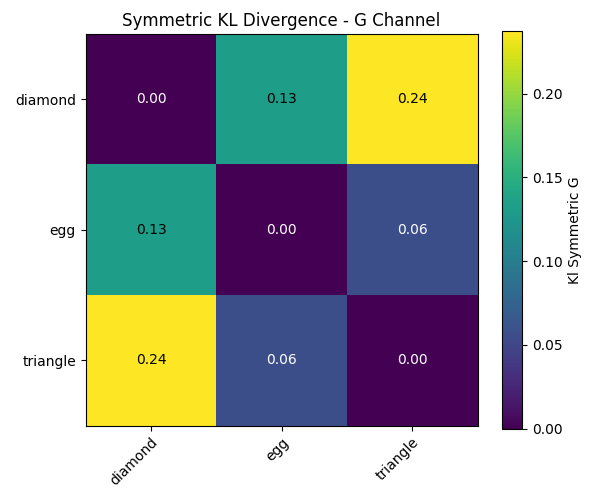 Symmetric KL Divergence - G Channel
diamond
0.00 0.13 0.24
egg
0.13 0.00 0.06
triangle
0.24 0.06 0.00
diamond egg triangle
0.20
0.15
0.10
0.05
0.00
Kl Symmetric G